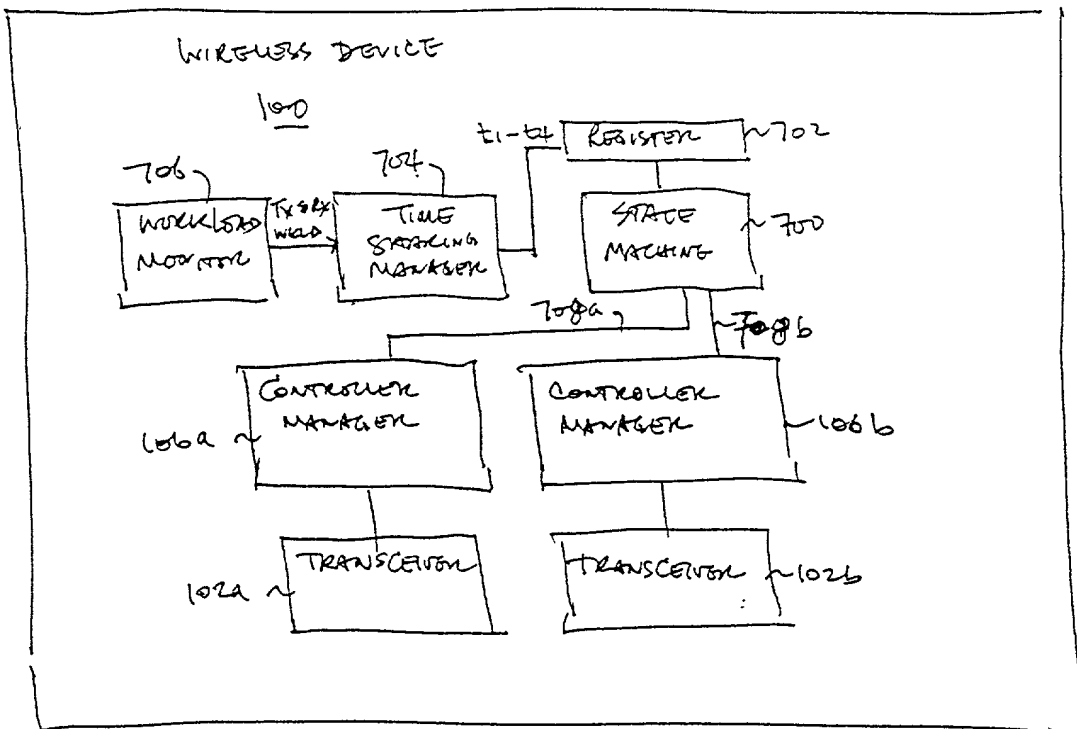 WIRELESS DEVICE
100
t1-t4
REGISTER
702
706
704
WORKLOAD
MONITOR
TX & RX
WKLD
TIME
SHARING
MANAGER
STATE
MACHINE
700
708a
708b
CONTROLLER
MANAGER
106a
CONTROLLER
MANAGER
106b
TRANSCEIVER
102a
TRANSCEIVER
102b